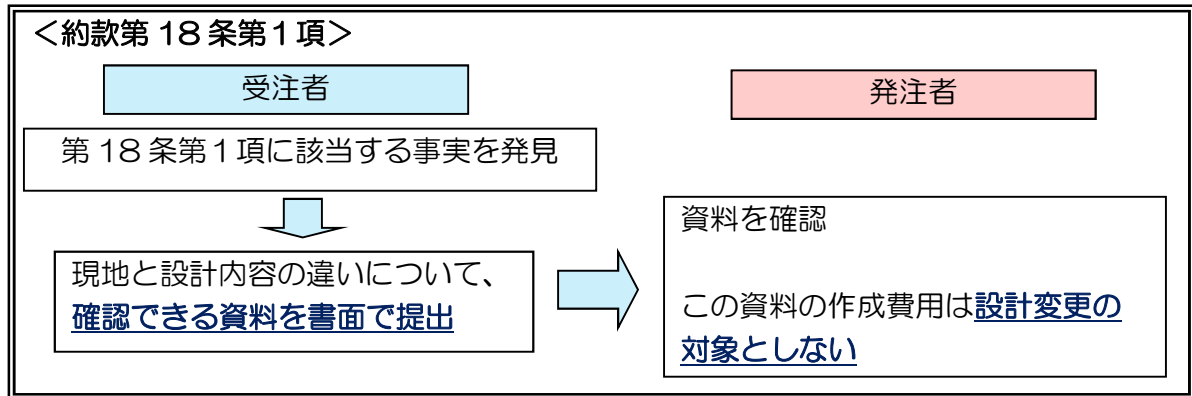 <約款第 18 条第1項>
受注者
発注者
第 18 条第1項に該当する事実を発見
現地と設計内容の違いについて、
確認できる資料を書面で提出
資料を確認
この資料の作成費用は設計変更の
対象としない